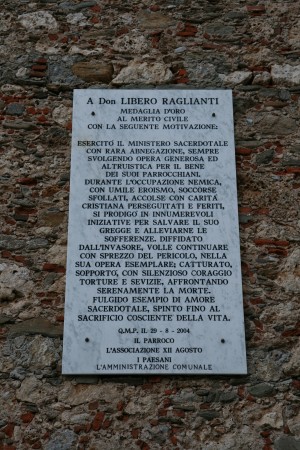 A Don LIBERO RAGLIANTI
MEDAGLIA D'ORO
AL MERITO CIVILE
CON LA SEGUENTE MOTIVAZIONE:
ESERCITÒ IL MINISTERO SACERDOTALE
CON RARA ABNEGAZIONE, SEMPRE
SVOLGENDO OPERA GENEROSA ED
ALTRUISTICA PER IL BENE
DEI SUOI PARROCCHIANI.
DURANTE L'OCCUPAZIONE NEMICA,
CON UMILE EROISMO, SOCCORSE
SFOLLATI, ACCOLSE CON CARITÀ
CRISTIANA PERSEGUITATI E FERITI,
SI PRODIGÒ IN INNUMEREVOLI
INIZIATIVE PER SALVARE IL SUO
GREGGE E ALLEVIARNE LE
SOFFERENZE. DIFFIDATO
DALL'INVASORE, VOLLE CONTINUARE
CON SPREZZO DEL PERICOLO, NELLA
SUA OPERA ESEMPLARE; CATTURATO,
SOPPORTÒ, CON SILENZIOSO CORAGGIO
TORTURE E SEVIZIE, AFFRONTANDO
SERENAMENTE LA MORTE.
FULGIDO ESEMPIO DI AMORE
SACERDOTALE, SPINTO FINO AL
SACRIFICIO COSCIENTE DELLA VITA.
Q.M.P. IL 29 - 8 - 2004
IL PARROCO
L'ASSOCIAZIONE XII AGOSTO
I PAESANI
L'AMMINISTRAZIONE COMUNALE